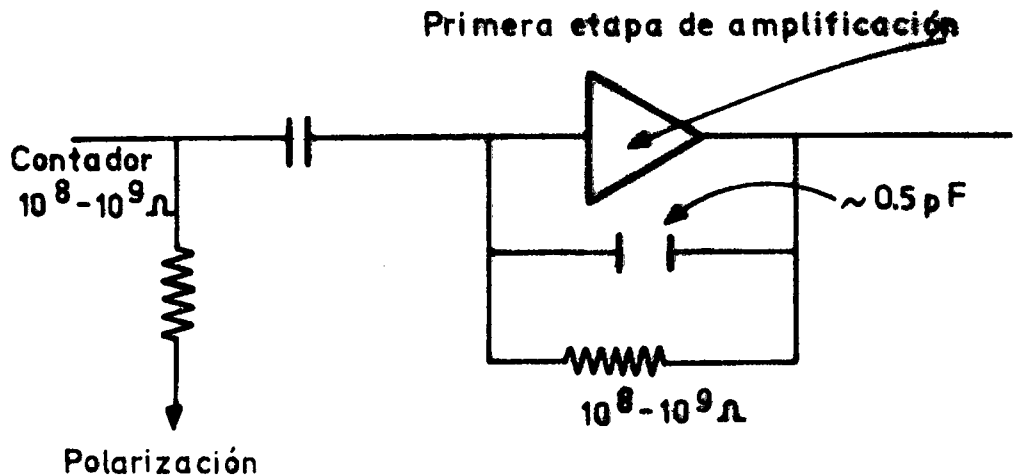 Primera etapa de amplificación
Contador
10⁸-10⁹Ω
~0.5 pF
10⁸-10⁹Ω
Polarización